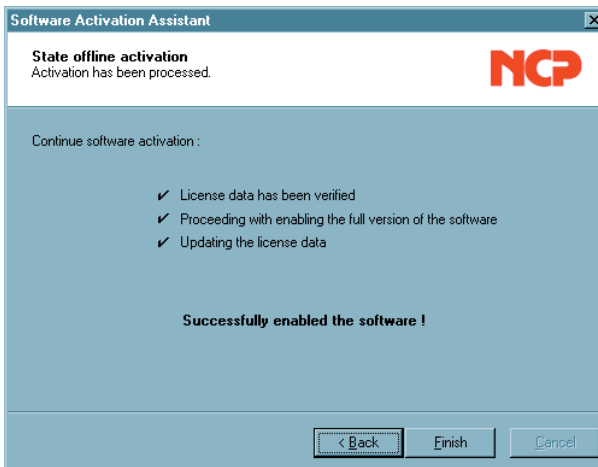 Software Activation Assistant
State offline activation
Activation has been processed.
NCP
Continue software activation :
✔ License data has been verified
✔ Proceeding with enabling the full version of the software
✔ Updating the license data
Successfully enabled the software !
< Back Finish Cancel